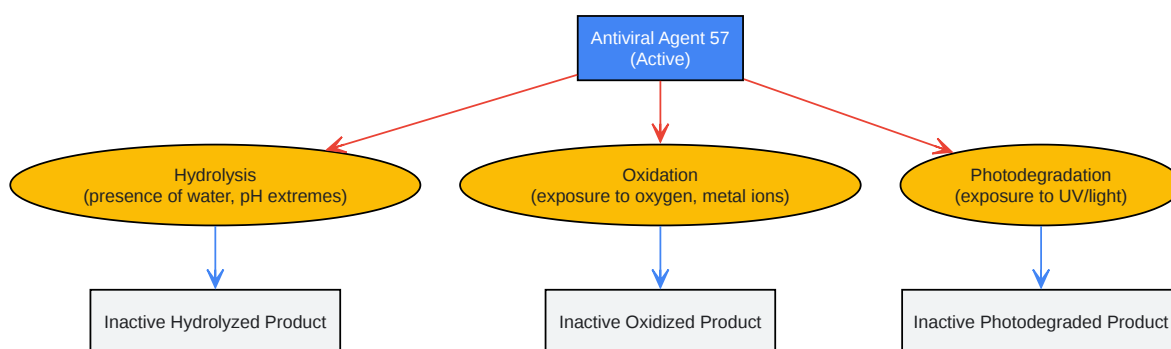 Antiviral Agent 57
(Active)
Hydrolysis
(presence of water, pH extremes)
Oxidation
(exposure to oxygen, metal ions)
Photodegradation
(exposure to UV/light)
Inactive Hydrolyzed Product
Inactive Oxidized Product
Inactive Photodegraded Product